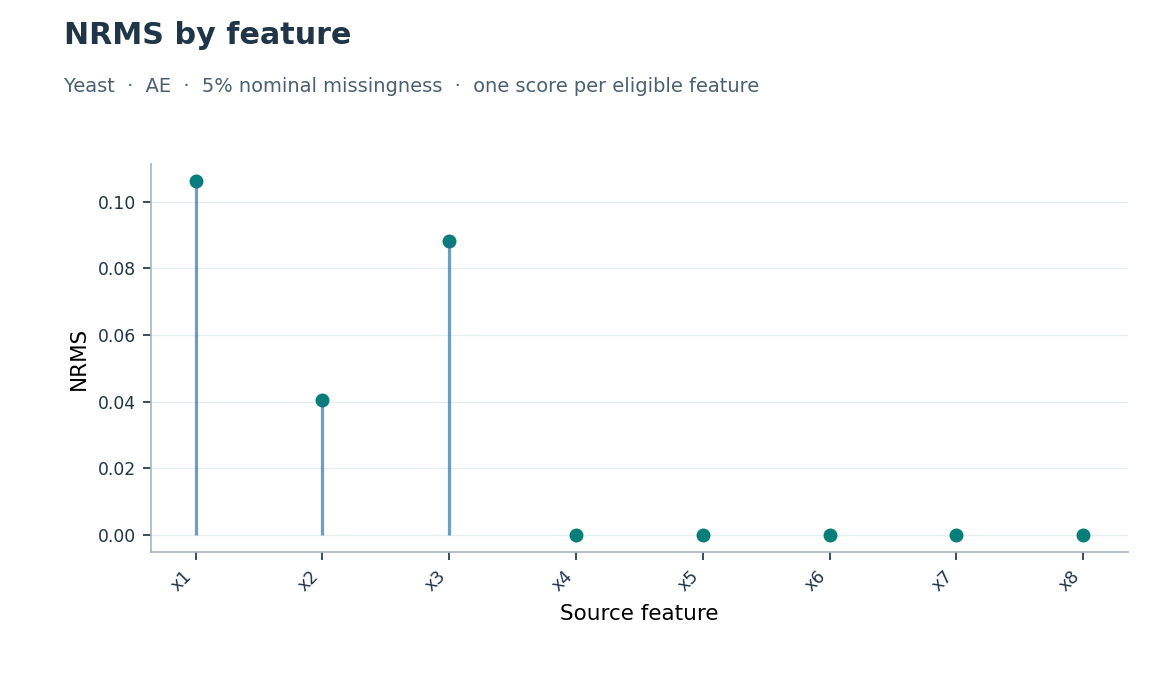 NRMS by feature
Yeast · AE · 5% nominal missingness · one score per eligible feature
NRMS
0.10
0.08
0.06
0.04
0.02
0.00
x1 x2 x3 x4 x5 x6 x7 x8
Source feature